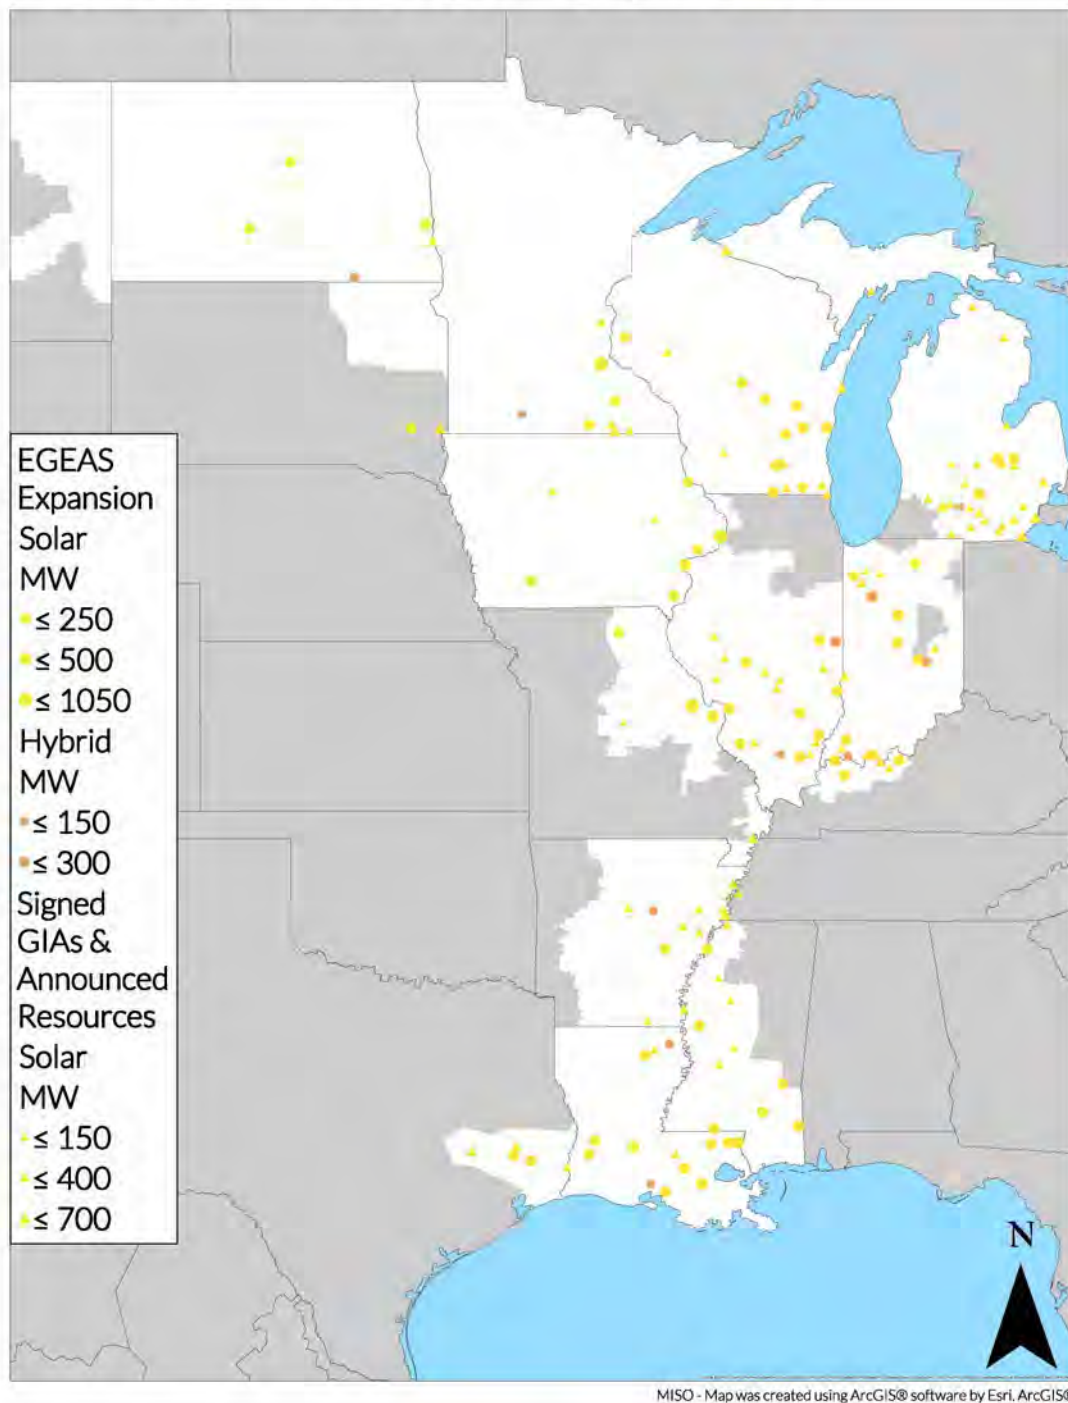 EGEAS
Expansion
Solar
MW
≤ 250
≤ 500
≤ 1050
Hybrid
MW
≤ 150
≤ 300
Signed
GIAs &
Announced
Resources
Solar
MW
≤ 150
≤ 400
≤ 700
N
MISO - Map was created using ArcGIS® software by Esri. ArcGIS®